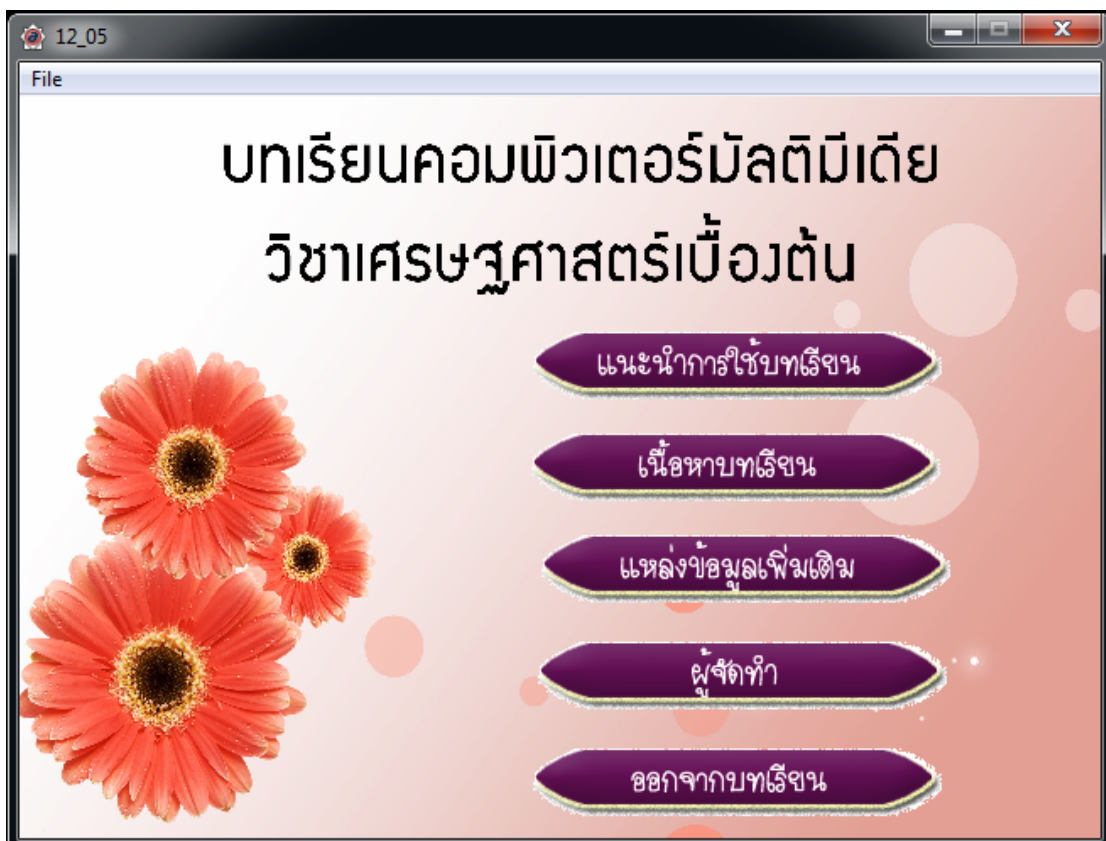 12_05
File
บทเรียนคอมพิวเตอร์มัลติมีเดีย
วิชาเศรษฐศาสตร์เบื้องต้น
แนะนำการใช้บทเรียน
เนื้อหาบทเรียน
แหล่งข้อมูลเพิ่มเติม
ผู้จัดทำ
ออกจากบทเรียน